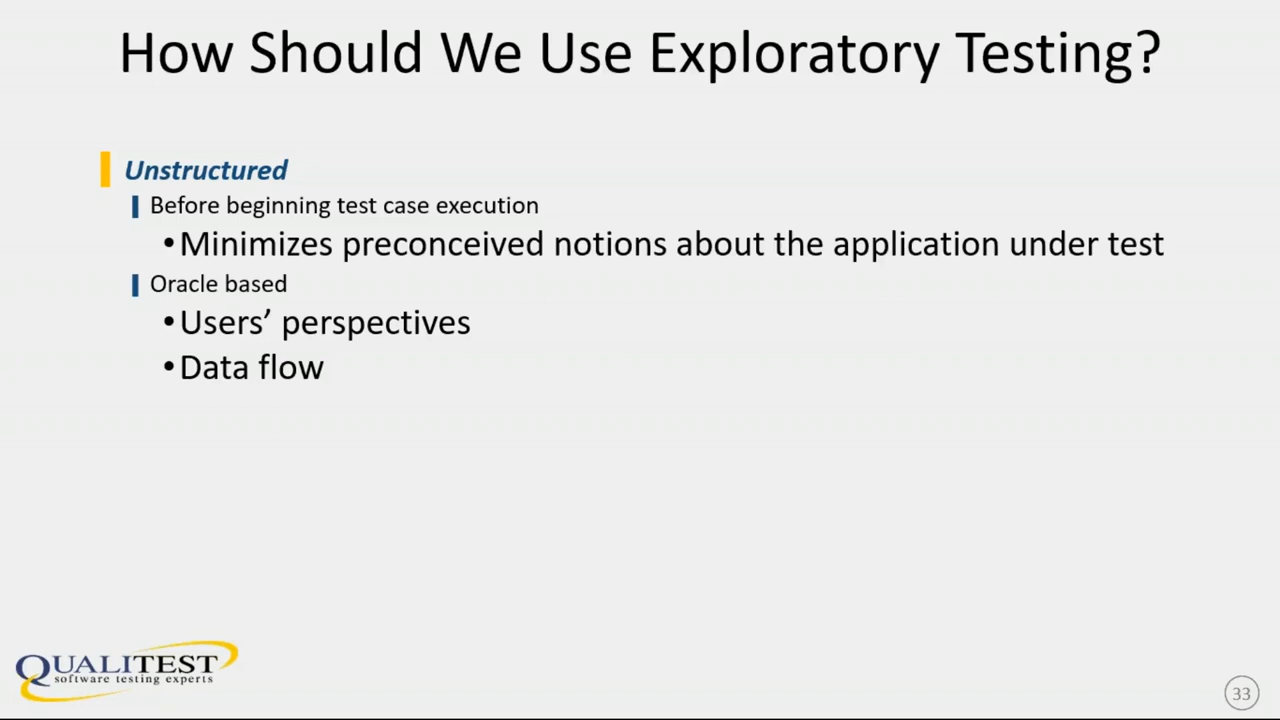 How Should We Use Exploratory Testing?
Unstructured
Before beginning test case execution
•Minimizes preconceived notions about the application under test
Oracle based
•Users’ perspectives
•Data flow
QUALITEST
software testing experts
33